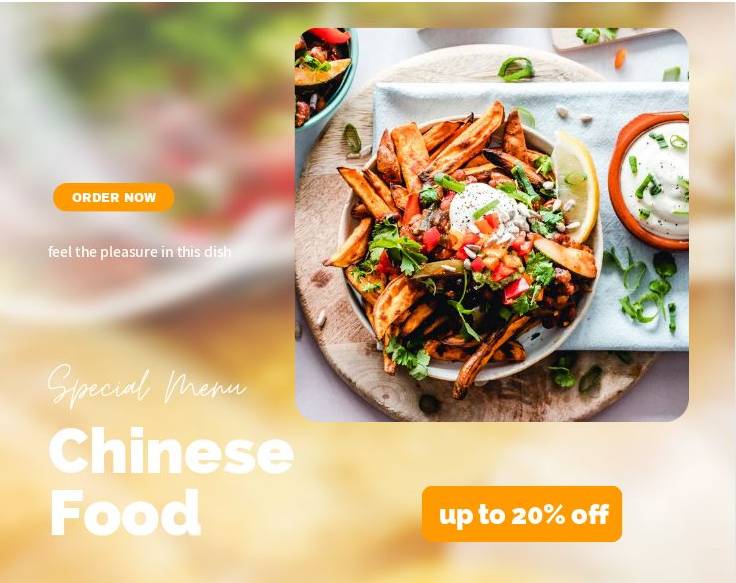 ORDER NOW
feel the pleasure in this dish
Special Menu
Chinese
Food
up to 20% off